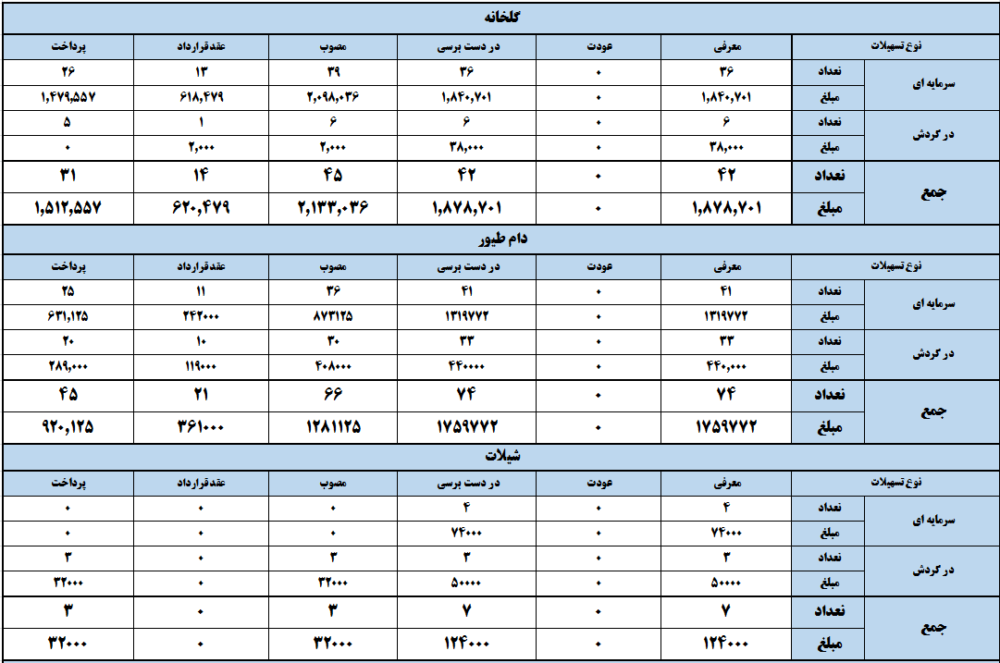 گلخانه
نوع تسهیلات معرفی عودت در دست برسی مصوب عقدقرارداد پرداخت
سرمایه ای تعداد ۳۶ ۰ ۳۶ ۳۹ ۱۳ ۲۶
مبلغ ۱,۸۴۰,۷۰۱ ۰ ۱,۸۴۰,۷۰۱ ۲,۰۹۸,۰۳۶ ۶۱۸,۴۷۹ ۱,۴۷۹,۵۵۷
در گردش تعداد ۶ ۰ ۶ ۶ ۱ ۵
مبلغ ۳۸,۰۰۰ ۰ ۳۸,۰۰۰ ۲,۰۰۰ ۲,۰۰۰ ۰
جمع تعداد ۴۲ ۰ ۴۲ ۴۵ ۱۴ ۳۱
مبلغ ۱,۸۷۸,۷۰۱ ۰ ۱,۸۷۸,۷۰۱ ۲,۱۳۳,۰۳۶ ۶۲۰,۴۷۹ ۱,۵۱۲,۵۵۷
دام طیور
نوع تسهیلات معرفی عودت در دست برسی مصوب عقدقرارداد پرداخت
سرمایه ای تعداد ۴۱ ۰ ۴۱ ۳۶ ۱۱ ۲۵
مبلغ ۱۳۱۹۷۷۲ ۰ ۱۳۱۹۷۷۲ ۸۷۳۱۲۵ ۲۴۲۰۰۰ ۶۳۱,۱۲۵
در گردش تعداد ۳۳ ۰ ۳۳ ۳۰ ۱۰ ۲۰
مبلغ ۴۴۰,۰۰۰ ۰ ۴۴۰۰۰۰ ۴۰۸۰۰۰ ۱۱۹۰۰۰ ۲۸۹,۰۰۰
جمع تعداد ۷۴ ۰ ۷۴ ۶۶ ۲۱ ۴۵
مبلغ ۱۷۵۹۷۷۲ ۰ ۱۷۵۹۷۷۲ ۱۲۸۱۱۲۵ ۳۶۱۰۰۰ ۹۲۰,۱۲۵
شیلات
نوع تسهیلات معرفی عودت در دست برسی مصوب عقدقرارداد پرداخت
سرمایه ای تعداد ۴ ۰ ۴ ۰ ۰ ۰
مبلغ ۷۴۰۰۰ ۰ ۷۴۰۰۰ ۰ ۰ ۰
در گردش تعداد ۳ ۰ ۳ ۳ ۰ ۳
مبلغ ۵۰۰۰۰ ۰ ۵۰۰۰۰ ۳۲۰۰۰ ۰ ۳۲۰۰۰
جمع تعداد ۷ ۰ ۷ ۳ ۰ ۳
مبلغ ۱۲۴۰۰۰ ۰ ۱۲۴۰۰۰ ۳۲۰۰۰ ۰ ۳۲۰۰۰